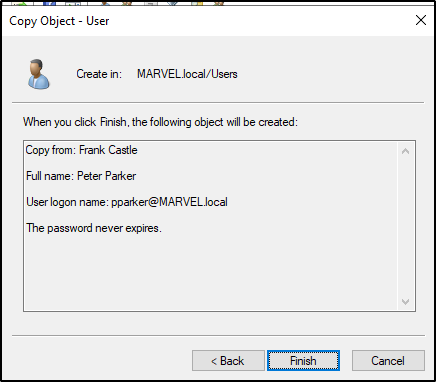 Copy Object - User
Create in: MARVEL.local/Users
When you click Finish, the following object will be created:
Copy from: Frank Castle
Full name: Peter Parker
User logon name: pparker@MARVEL.local
The password never expires.
< Back Finish Cancel